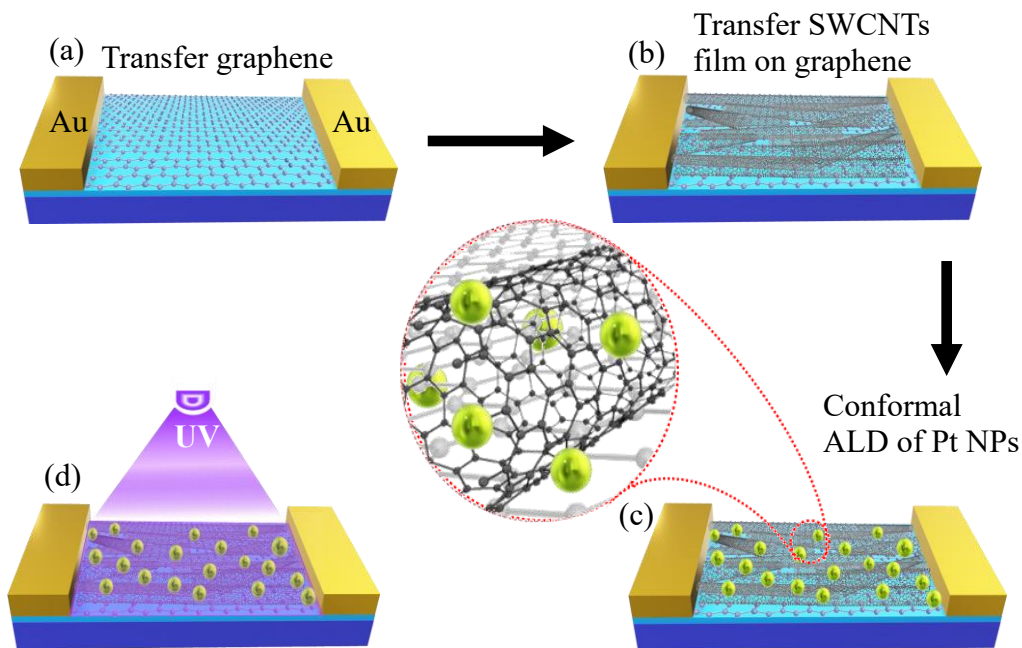 (a)
Transfer graphene
Au
Au
(b)
Transfer SWCNTs
film on graphene
Conformal
ALD of Pt NPs
(c)
UV
(d)